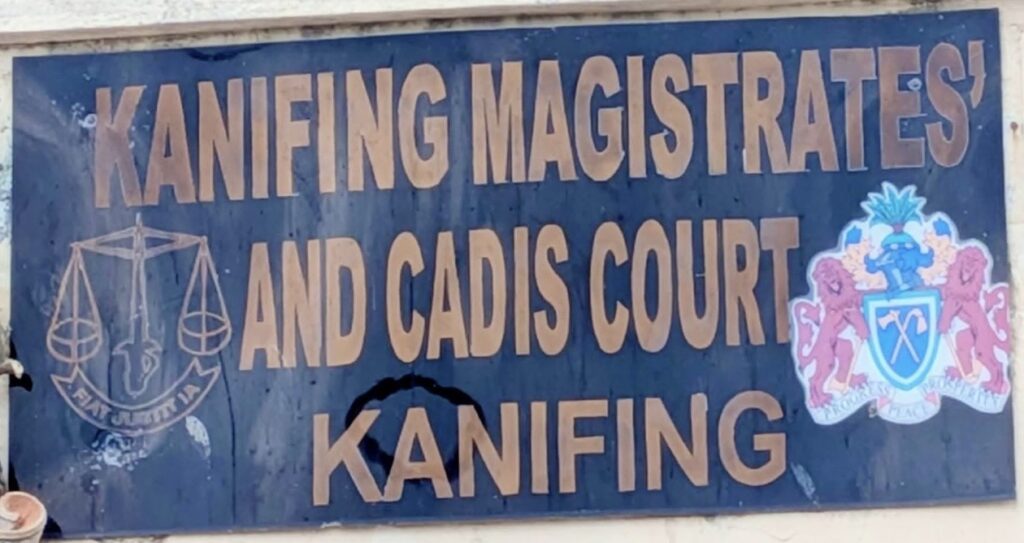 KANIFING MAGISTRATES'
AND CADIS COURT
KANIFING
FIAT JUSTITIA
PROGRESS PEACE PROSPERITY